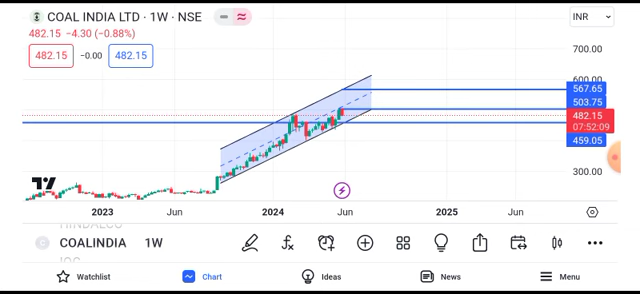 COAL INDIA LTD · 1W · NSE
INR
482.15 −4.30 (−0.88%)
482.15 −0.00 482.15
700.00
600.00
567.65
503.75
482.15
07:52:09
459.05
300.00
2023 Jun 2024 Jun 2025 Jun
HINDALCO
C COALINDIA 1W
Watchlist Chart Ideas News Menu